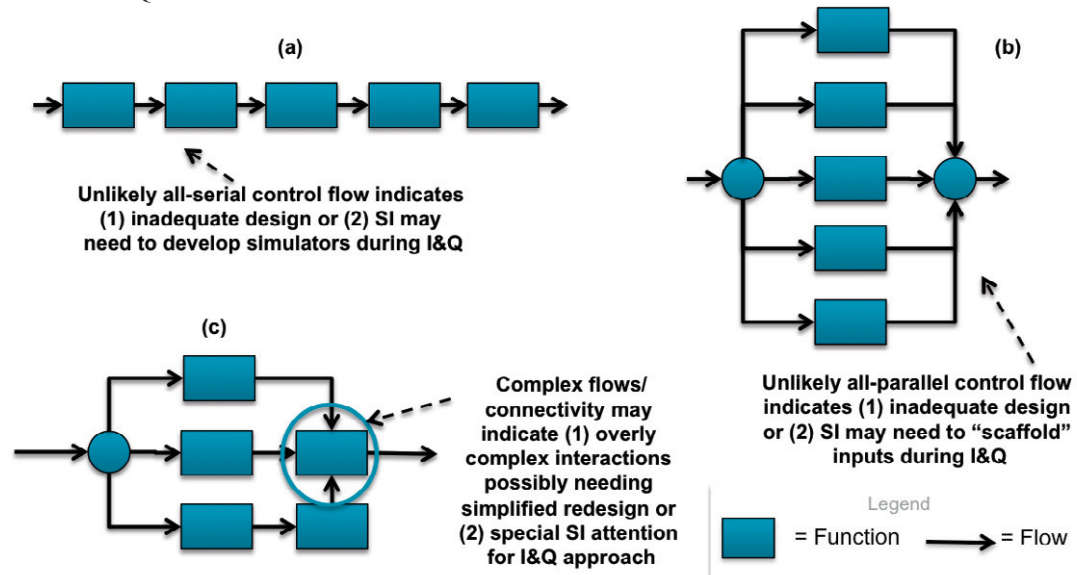 (a)
Unlikely all-serial control flow indicates
(1) inadequate design or (2) SI may
need to develop simulators during I&Q
(b)
Unlikely all-parallel control flow
indicates (1) inadequate design
or (2) SI may need to “scaffold”
inputs during I&Q
(c)
Complex flows/
connectivity may
indicate (1) overly
complex interactions
possibly needing
simplified redesign or
(2) special SI attention
for I&Q approach
Legend
= Function
= Flow